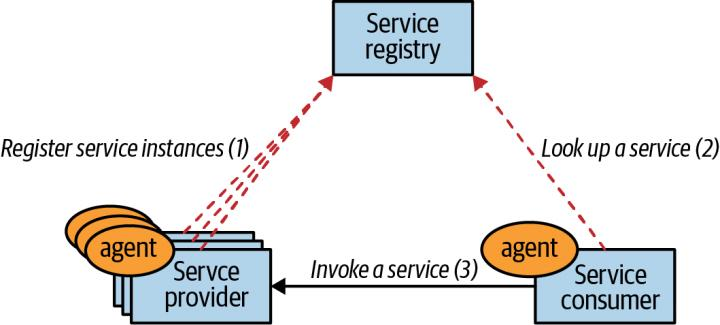 Service
registry
Register service instances (1)
Look up a service (2)
agent
Servce
provider
Invoke a service (3)
agent
Service
consumer